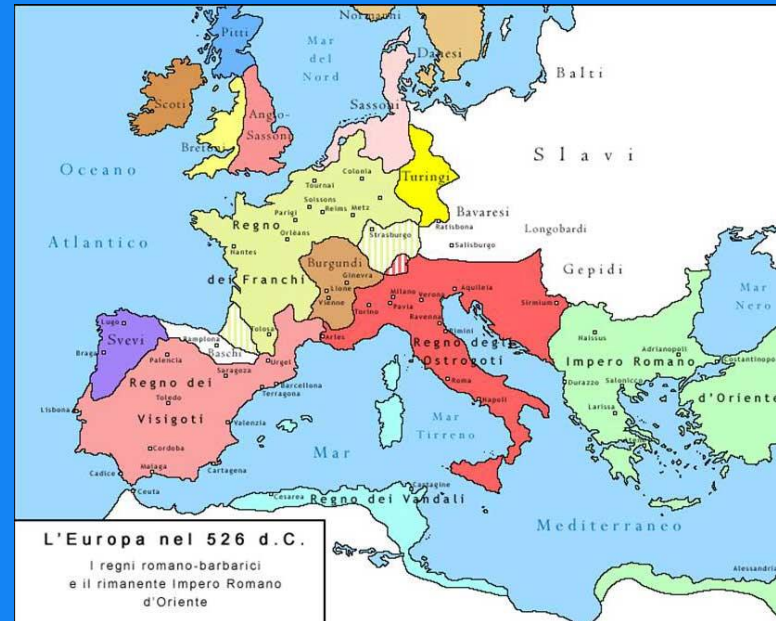 Normanni
Pitti
Mar
del
Nord
Danesi
Balti
Scoti
Anglo-
Sassoni
Sassoni
Bretoni
Oceano
Atlantico
Slavi
Turingi
Tournai
Colonia
Soissons
Reims
Metz
Parigi
Regno
dei Franchi
Orléans
Nantes
Strasburgo
Bavaresi
Ratisbona
Salisburgo
Longobardi
Gepidi
Burgundi
Ginevra
Lione
Vienne
Milano
Verona
Aquileia
Torino
Pavia
Sirmium
Ravenna
Rimini
Mar
Nero
Lugo
Svevi
Braga
Pamplona
Baschi
Tolosa
Arles
Regno degli
Ostrogoti
Naissus
Adrianopoli
Impero Romano
d'Oriente
Costantinopoli
Palencia
Urgel
Saragoza
Regno dei
Visigoti
Barcellona
Terragona
Toledo
Roma
Napoli
Durazzo
Salonicco
Larissa
Lisbona
Valenzia
Mar
Tirreno
Cordoba
Malaga
Cadice
Cartagena
Ceuta
Mar
Mediterraneo
Cartagine
Cesarea
Regno dei Vandali
Alessandria
L'Europa nel 526 d.C.
I regni romano-barbarici
e il rimanente Impero Romano
d'Oriente